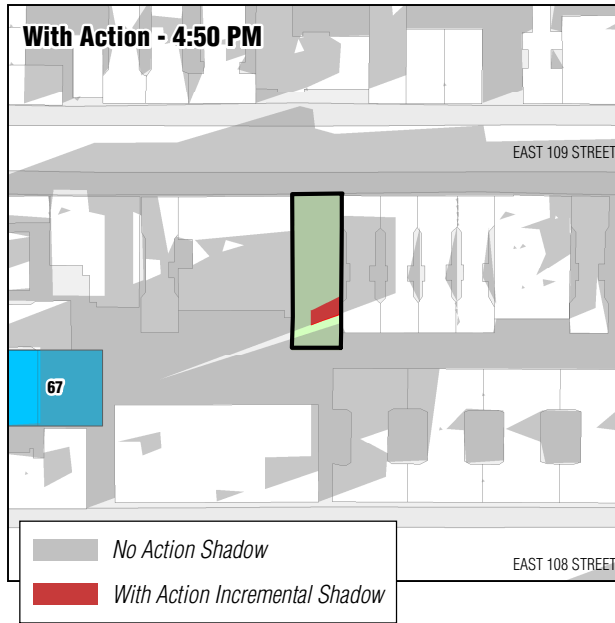 With Action - 4:50 PM
EAST 109 STREET
67
No Action Shadow
With Action Incremental Shadow
EAST 108 STREET